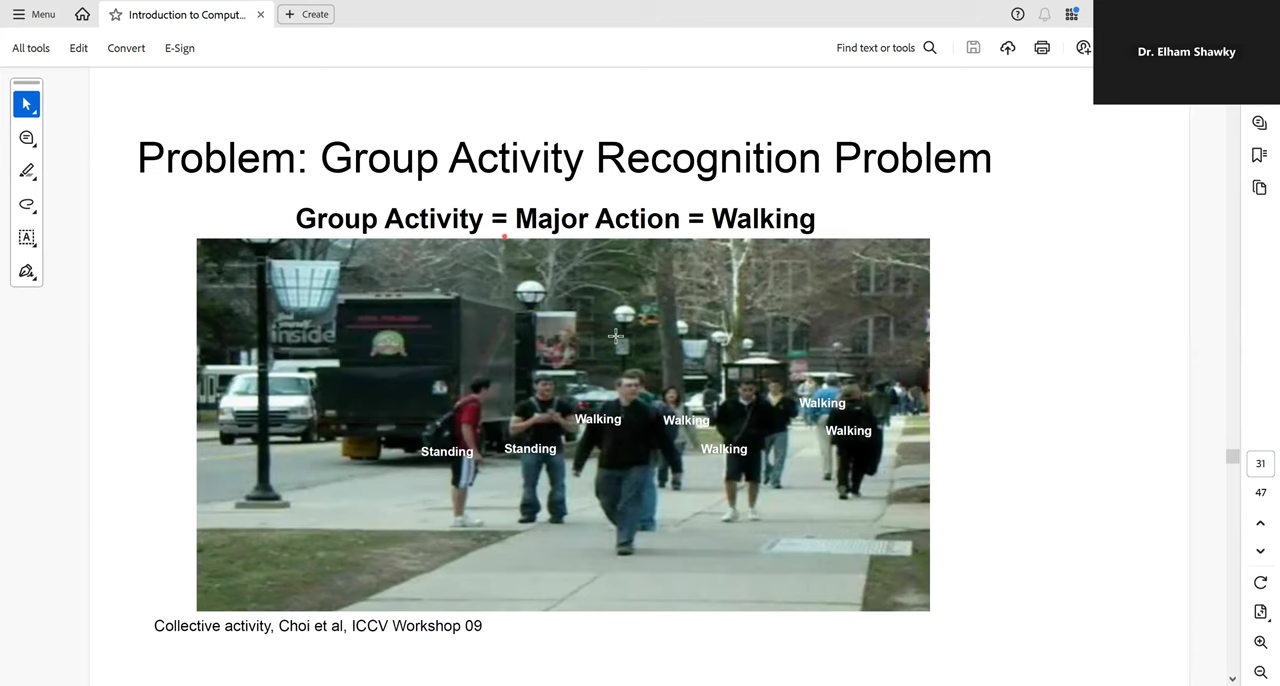 Menu
Introduction to Comput...
Create
All tools
Edit
Convert
E-Sign
Find text or tools
Dr. Elham Shawky
Problem: Group Activity Recognition Problem
Group Activity = Major Action = Walking
inside
Walking
Walking
Walking
Walking
Walking
Standing
Standing
Collective activity, Choi et al, ICCV Workshop 09
31
47